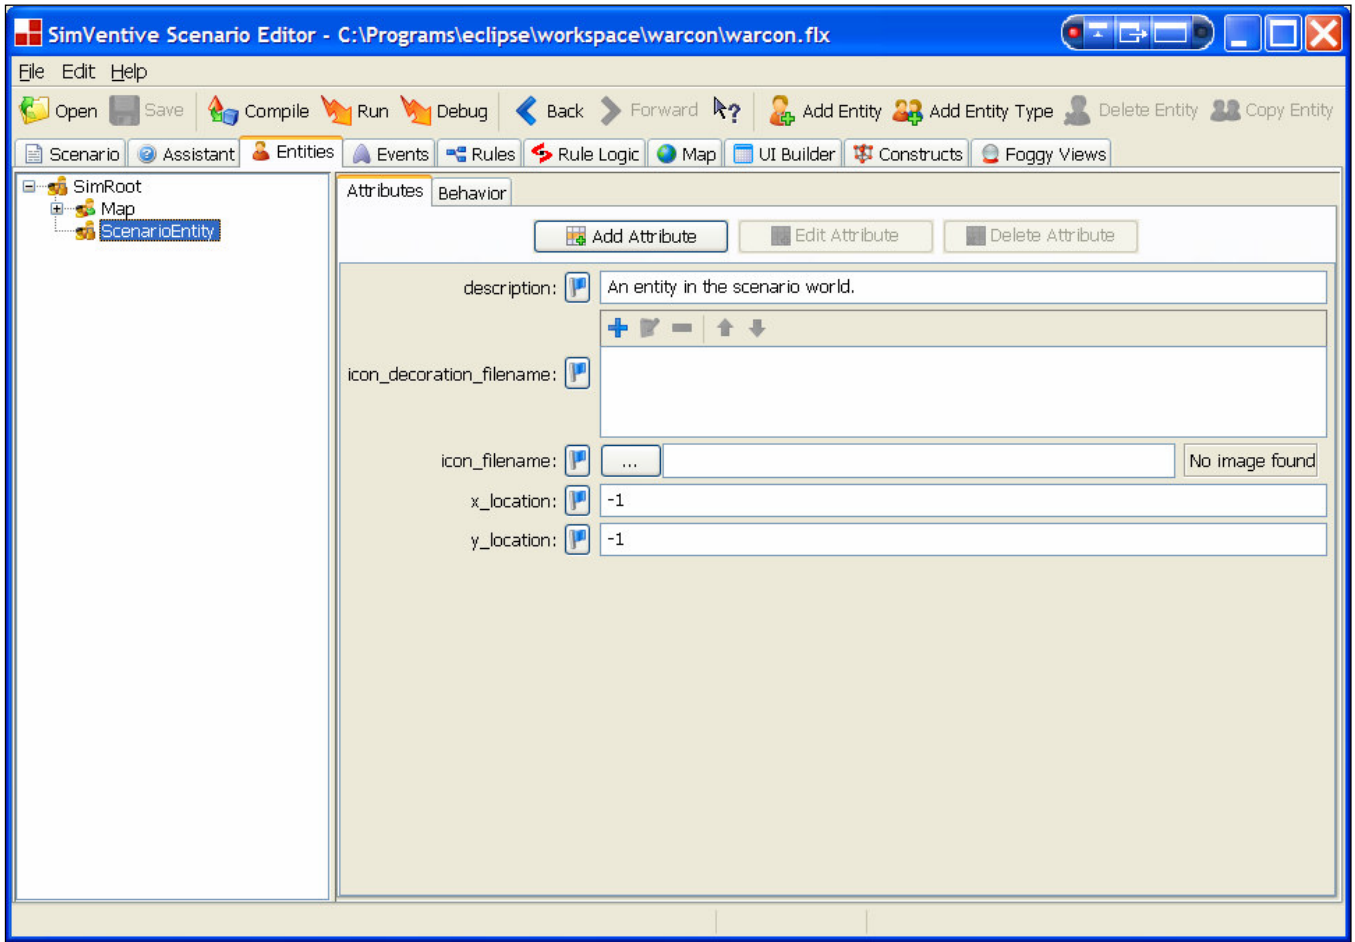 SimVentive Scenario Editor - C:\Programs\eclipse\workspace\warcon\warcon.flx
File Edit Help
Open Save Compile Run Debug Back Forward ? Add Entity Add Entity Type Delete Entity Copy Entity
Scenario Assistant Entities Events Rules Rule Logic Map UI Builder Constructs Foggy Views
SimRoot
Map
ScenarioEntity
Attributes Behavior
Add Attribute Edit Attribute Delete Attribute
description: An entity in the scenario world.
icon_decoration_filename:
icon_filename: ... No image found
x_location: -1
y_location: -1